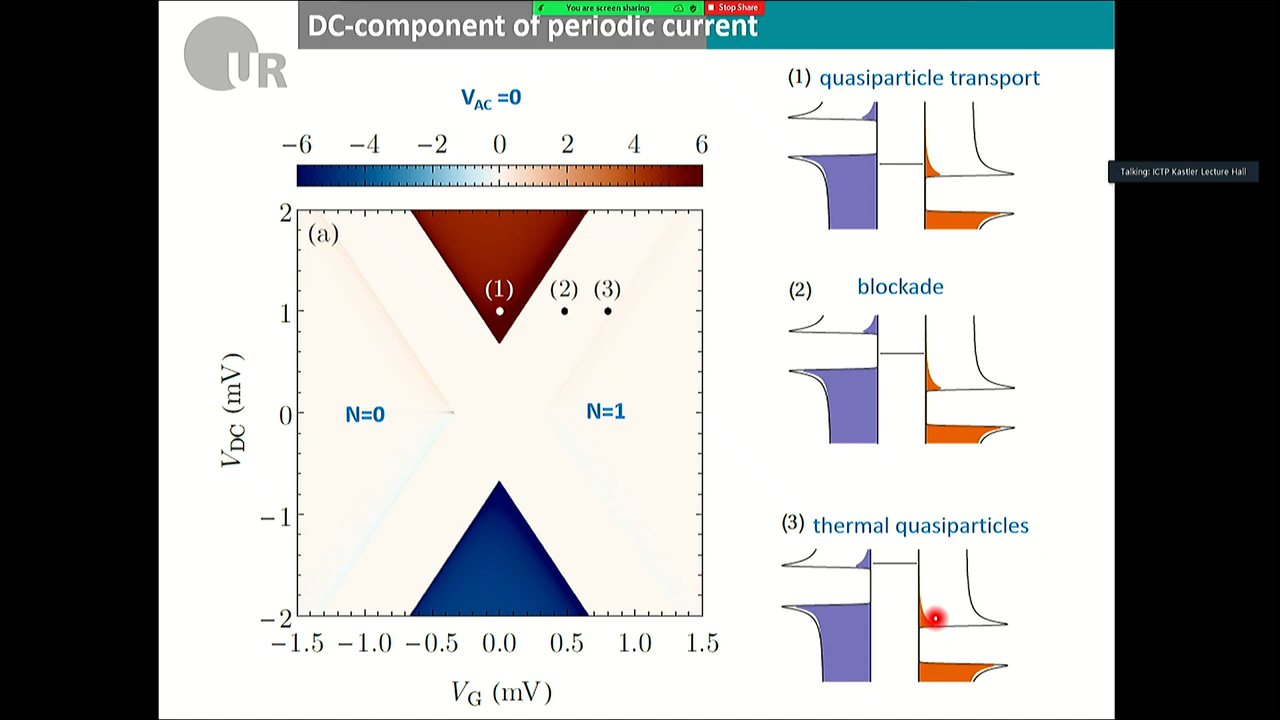 You are screen sharing
Stop Share
DC-component of periodic current
UR
V_AC =0
−6 −4 −2 0 2 4 6
(a)
2
1
0
−1
−2
V_DC (mV)
(1) (2) (3)
N=0
N=1
−1.5 −1.0 −0.5 0.0 0.5 1.0 1.5
V_G (mV)
(1) quasiparticle transport
Talking: ICTP Kastler Lecture Hall
(2) blockade
(3) thermal quasiparticles